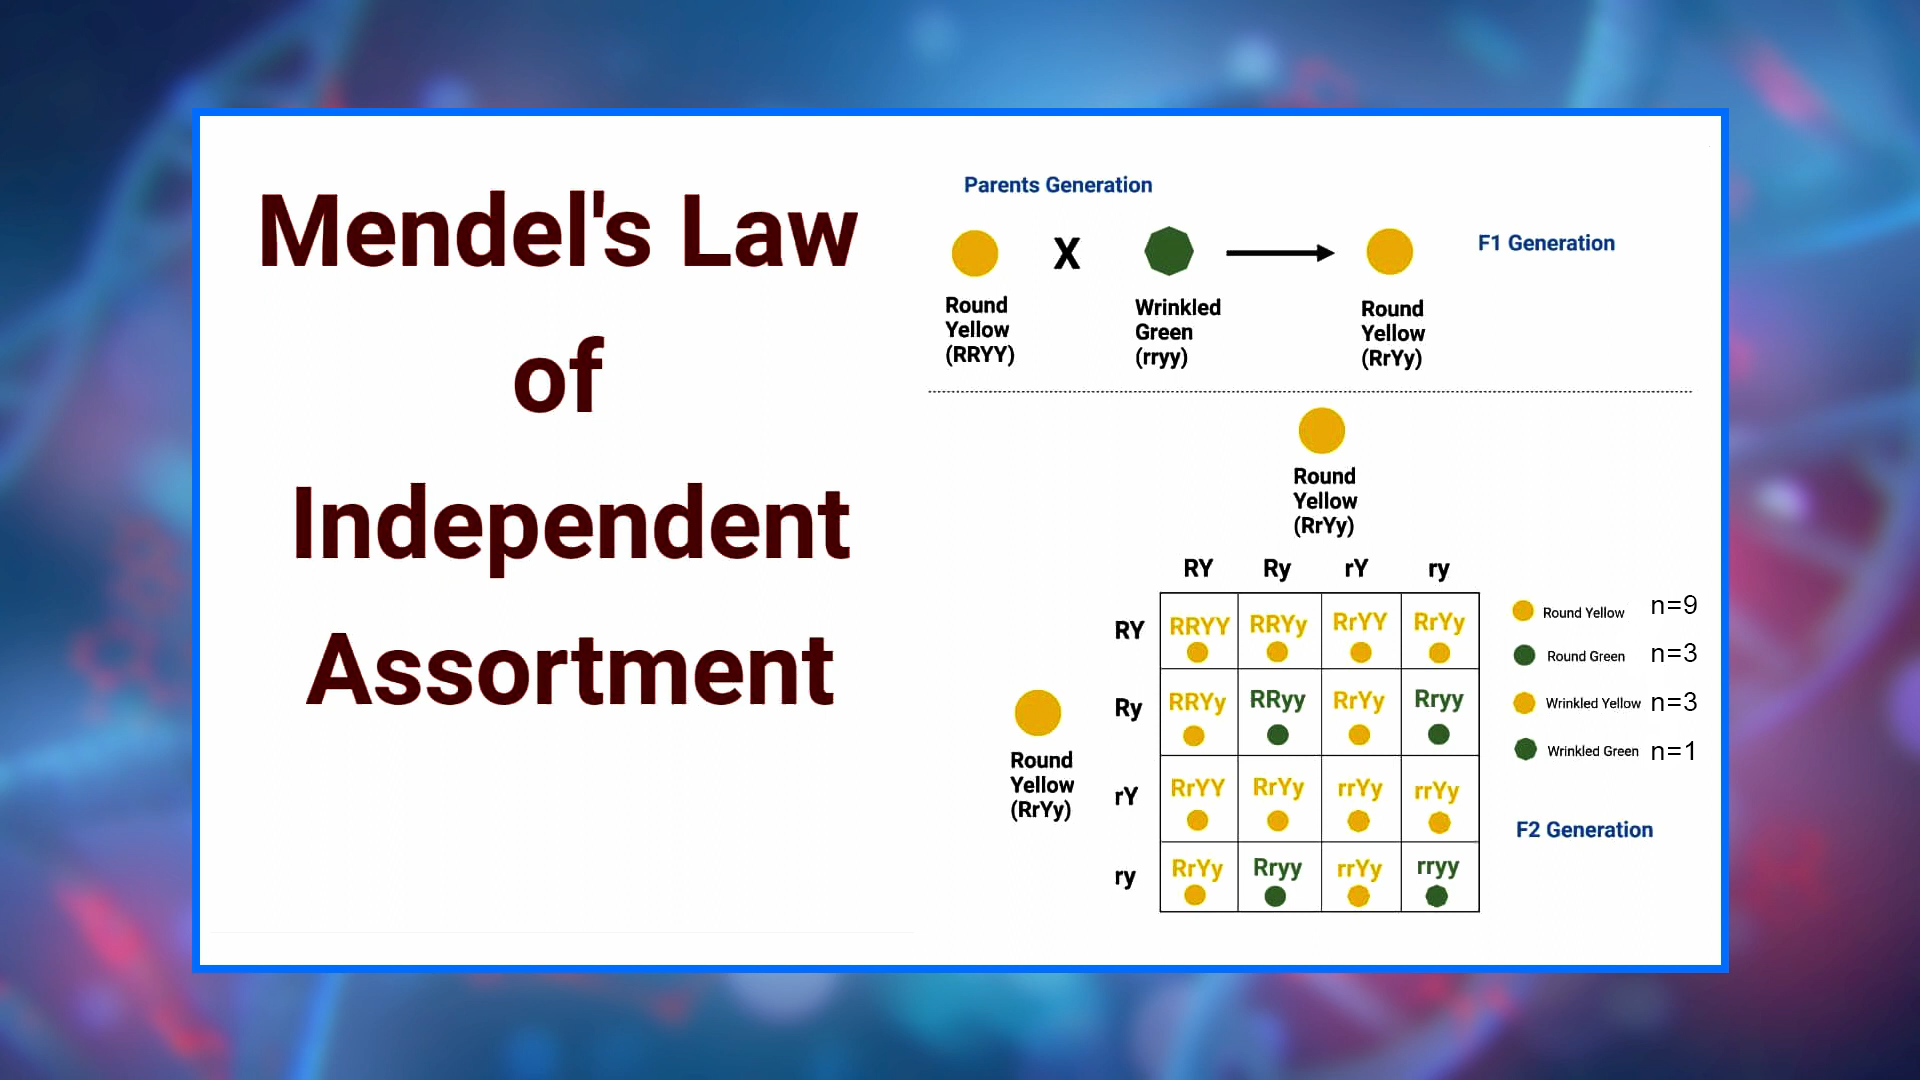 Mendel's Law
of
Independent
Assortment
Parents Generation
X
F1 Generation
Round
Yellow
(RRYY)
Wrinkled
Green
(rryy)
Round
Yellow
(RrYy)
Round
Yellow
(RrYy)
Round
Yellow
(RrYy)
RY Ry rY ry
RY RRYY RRYy RrYY RrYy
Ry RRYy RRyy RrYy Rryy
rY RrYY RrYy rrYy rrYy
ry RrYy Rryy rrYy rryy
Round Yellow n=9
Round Green n=3
Wrinkled Yellow n=3
Wrinkled Green n=1
F2 Generation